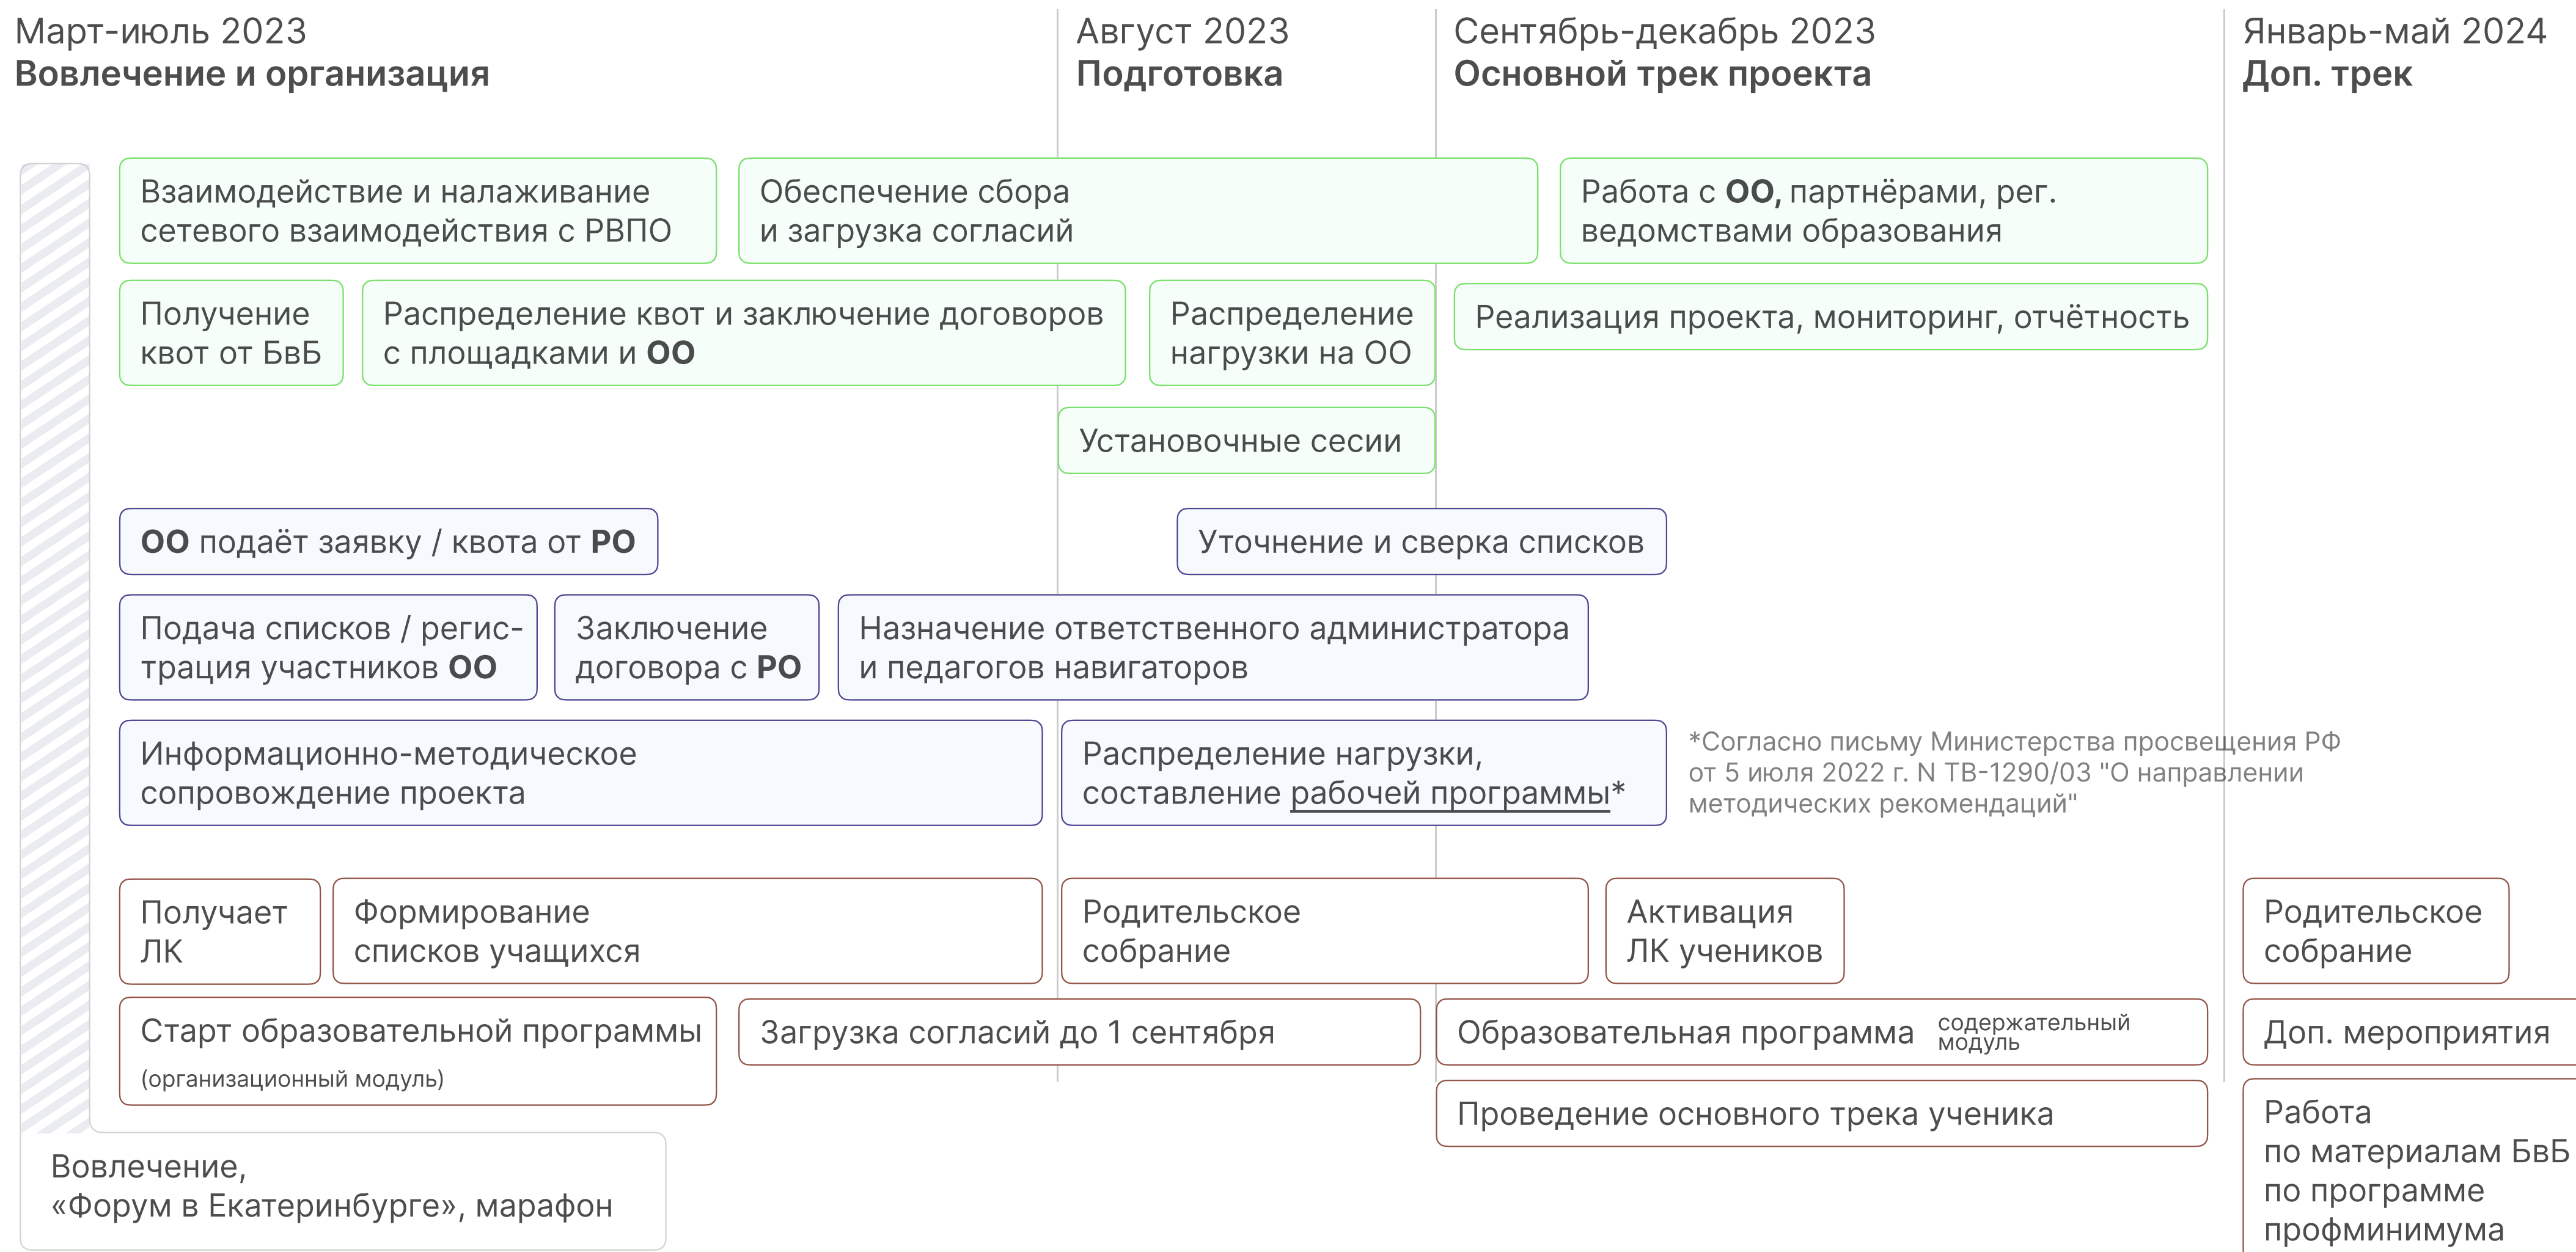 Март-июль 2023
Вовлечение и организация
Август 2023
Подготовка
Сентябрь-декабрь 2023
Основной трек проекта
Январь-май 2024
Доп. трек
Взаимодействие и налаживание
сетевого взаимодействия с РВПО
Обеспечение сбора
и загрузка согласий
Работа с ОО, партнёрами, рег.
ведомствами образования
Получение
квот от БвБ
Распределение квот и заключение договоров
с площадками и ОО
Распределение
нагрузки на ОО
Реализация проекта, мониторинг, отчётность
Установочные сесии
ОО подаёт заявку / квота от РО
Уточнение и сверка списков
Подача списков / регис-
трация участников ОО
Заключение
договора с РО
Назначение ответственного администратора
и педагогов навигаторов
Информационно-методическое
сопровождение проекта
Распределение нагрузки,
составление рабочей программы*
*Согласно письму Министерства просвещения РФ
от 5 июля 2022 г. N ТВ-1290/03 "О направлении
методических рекомендаций"
Получает
ЛК
Формирование
списков учащихся
Родительское
собрание
Активация
ЛК учеников
Родительское
собрание
Старт образовательной программы
(организационный модуль)
Загрузка согласий до 1 сентября
Образовательная программа
содержательный
модуль
Доп. мероприятия
Проведение основного трека ученика
Работа
по материалам БвБ
по программе
профминимума
Вовлечение,
«Форум в Екатеринбурге», марафон